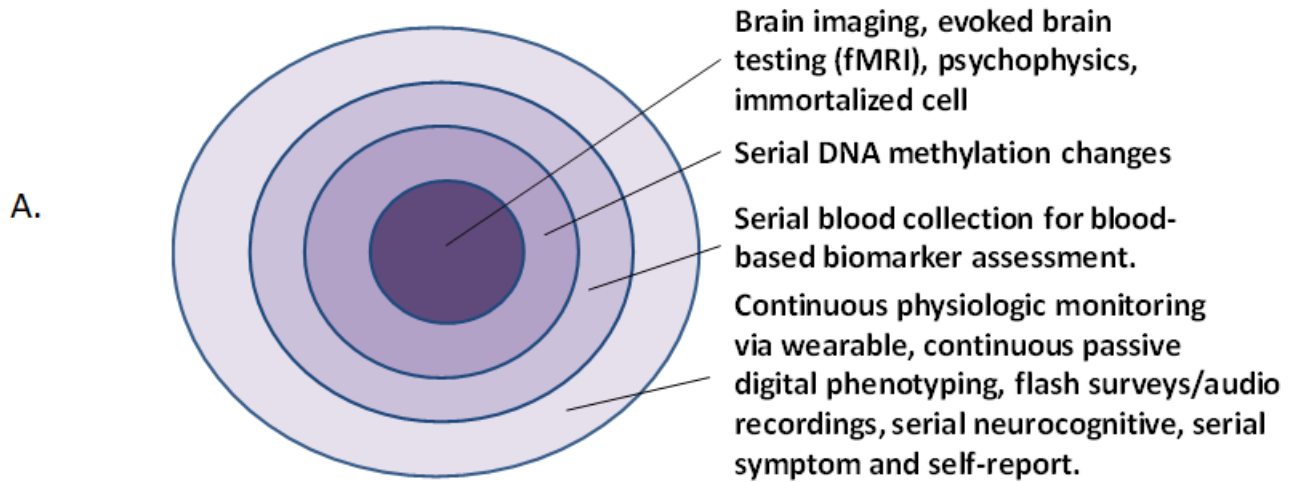 Brain imaging, evoked brain
testing (fMRI), psychophysics,
immortalized cell
Serial DNA methylation changes
A.
Serial blood collection for blood-
based biomarker assessment.
Continuous physiologic monitoring
via wearable, continuous passive
digital phenotyping, flash surveys/audio
recordings, serial neurocognitive, serial
symptom and self-report.